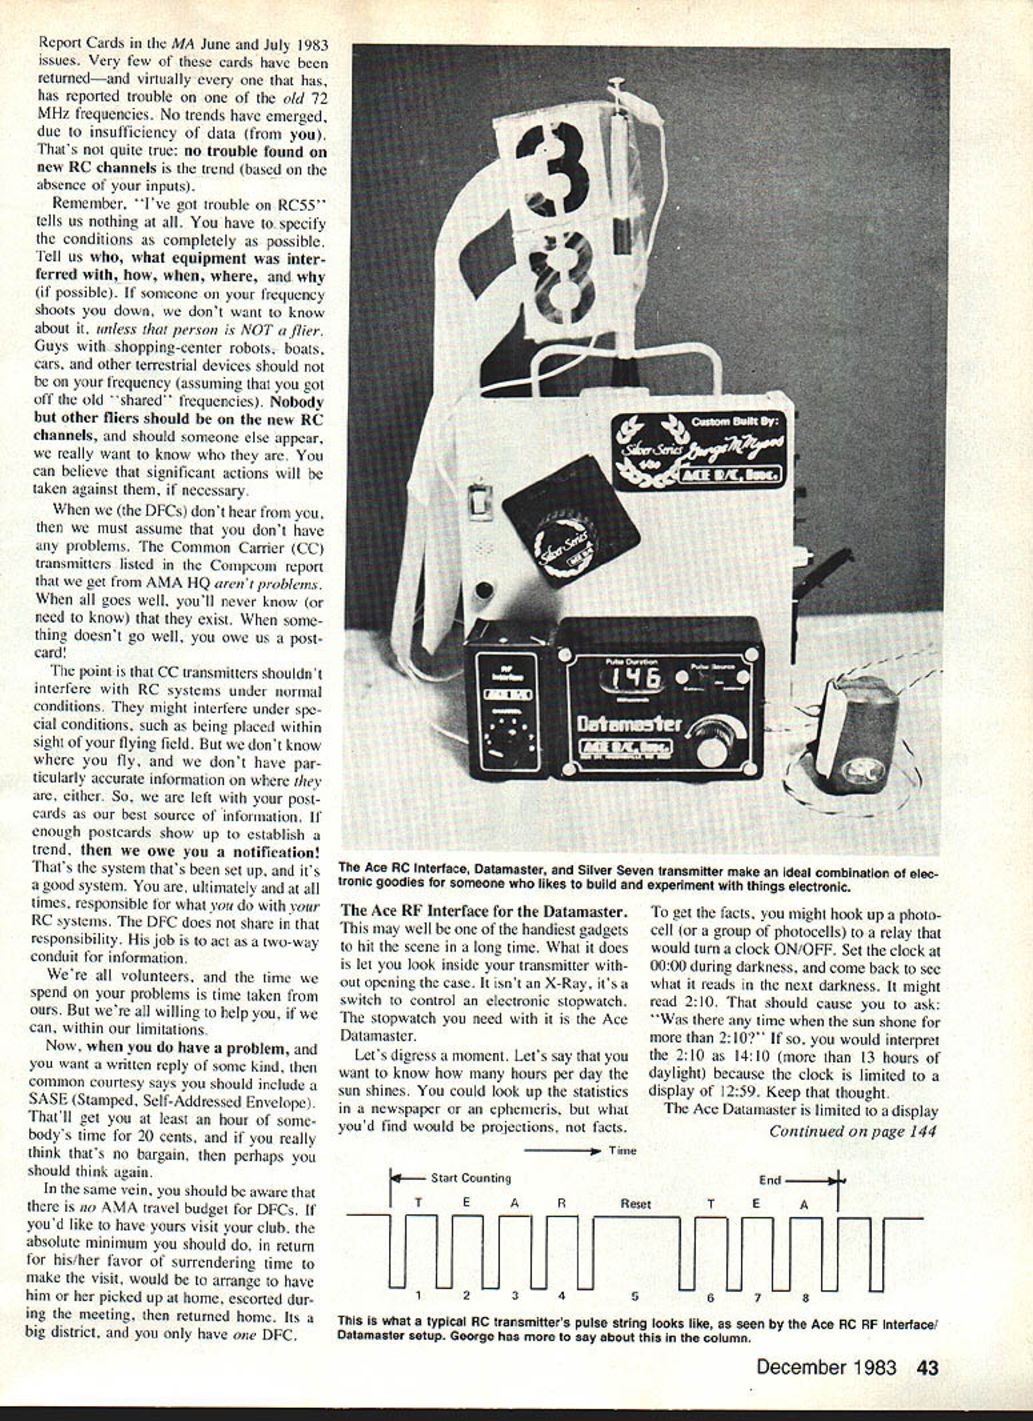 Report Cards in the MA June and July 1983
issues. Very few of these cards have been
returned—and virtually every one that has,
has reported trouble on one of the old 72
MHz frequencies. No trends have emerged,
due to insufficiency of data (from you).
That's not quite true: no trouble found on
new RC channels is the trend (based on the
absence of your inputs).
Remember, "I've got trouble on RC55"
tells us nothing at all. You have to specify
the conditions as completely as possible.
Tell us who, what equipment was inter-
ferred with, how, when, where, and why
(if possible). If someone on your frequency
shoots you down, we don't want to know
about it, unless that person is NOT a flier.
Guys with shopping-center robots, boats,
cars, and other terrestrial devices should not
be on your frequency (assuming that you got
off the old "shared" frequencies). Nobody
but other fliers should be on the new RC
channels, and should someone else appear,
we really want to know who they are. You
can believe that significant actions will be
taken against them, if necessary.
When we (the DFCs) don't hear from you,
then we must assume that you don't have
any problems. The Common Carrier (CC)
transmitters listed in the Compcom report
that we get from AMA HQ aren't problems.
When all goes well, you'll never know (or
need to know) that they exist. When some-
thing doesn't go well, you owe us a post-
card!
The point is that CC transmitters shouldn't
interfere with RC systems under normal
conditions. They might interfere under spe-
cial conditions, such as being placed within
sight of your flying field. But we don't know
where you fly, and we don't have par-
ticularly accurate information on where they
are, either. So, we are left with your post-
cards as our best source of information. If
enough postcards show up to establish a
trend, then we owe you a notification!
That's the system that's been set up, and it's
a good system. You are, ultimately and at all
times, responsible for what you do with your
RC systems. The DFC does not share in that
responsibility. His job is to act as a two-way
conduit for information.
We're all volunteers, and the time we
spend on your problems is time taken from
ours. But we're all willing to help you, if we
can, within our limitations.
Now, when you do have a problem, and
you want a written reply of some kind, then
common courtesy says you should include a
SASE (Stamped, Self-Addressed Envelope).
That'll get you at least an hour of some-
body's time for 20 cents, and if you really
think that's no bargain, then perhaps you
should think again.
In the same vein, you should be aware that
there is no AMA travel budget for DFCs. If
you'd like to have yours visit your club, the
absolute minimum you should do, in return
for his/her favor of surrendering time to
make the visit, would be to arrange to have
him or her picked up at home, escorted dur-
ing the meeting, then returned home. Its a
big district, and you only have one DFC.
3
8
Custom Built By:
Silver Series
George M. Myers
ACE R/C, Inc.
Silver Series
RF
Interface
ACE R/C
CHANNEL
Pulse Duration
146
Pulse Source
Datamaster
ACE R/C, Inc.
The Ace RC Interface, Datamaster, and Silver Seven transmitter make an ideal combination of elec-
tronic goodies for someone who likes to build and experiment with things electronic.
The Ace RF Interface for the Datamaster.
This may well be one of the handiest gadgets
to hit the scene in a long time. What it does
is let you look inside your transmitter with-
out opening the case. It isn't an X-Ray, it's a
switch to control an electronic stopwatch.
The stopwatch you need with it is the Ace
Datamaster.
Let's digress a moment. Let's say that you
want to know how many hours per day the
sun shines. You could look up the statistics
in a newspaper or an ephemeris, but what
you'd find would be projections, not facts.
To get the facts, you might hook up a photo-
cell (or a group of photocells) to a relay that
would turn a clock ON/OFF. Set the clock at
00:00 during darkness, and come back to see
what it reads in the next darkness. It might
read 2:10. That should cause you to ask:
"Was there any time when the sun shone for
more than 2:10?" If so, you would interpret
the 2:10 as 14:10 (more than 13 hours of
daylight) because the clock is limited to a
display of 12:59. Keep that thought.
The Ace Datamaster is limited to a display
Continued on page 144
Time
Start Counting
End
T E A R Reset T E A
1 2 3 4 5 6 7 8
This is what a typical RC transmitter's pulse string looks like, as seen by the Ace RC RF Interface/
Datamaster setup. George has more to say about this in the column.
December 1983 43